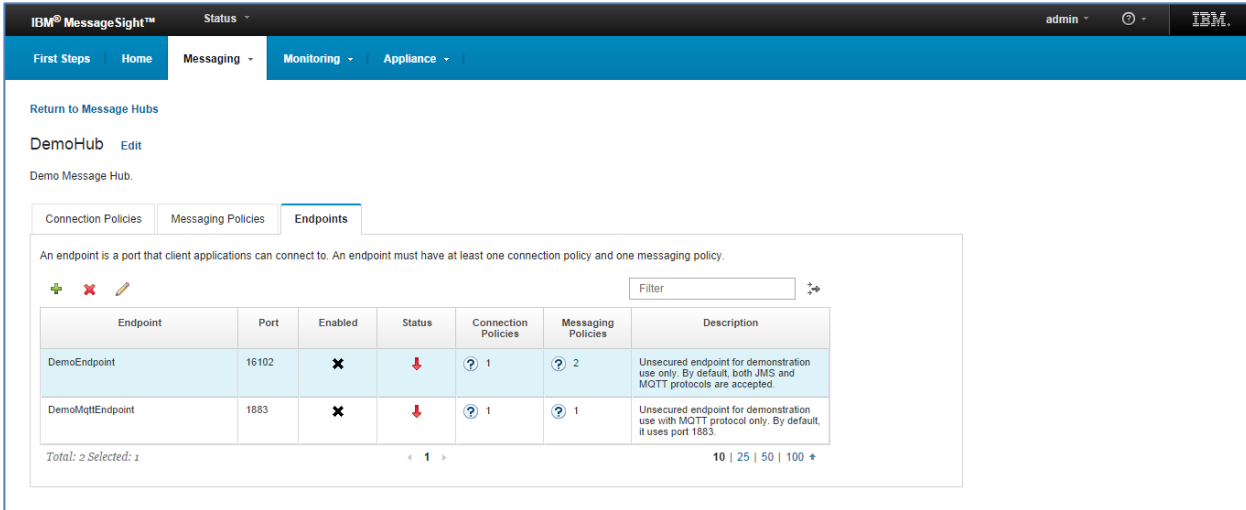 IBM® MessageSight™ Status admin ? IBM.
First Steps Home Messaging Monitoring Appliance
Return to Message Hubs
DemoHub Edit
Demo Message Hub.
Connection Policies Messaging Policies Endpoints
An endpoint is a port that client applications can connect to. An endpoint must have at least one connection policy and one messaging policy.
Filter
Endpoint Port Enabled Status Connection Policies Messaging Policies Description
DemoEndpoint 16102 ? 1 ? 2 Unsecured endpoint for demonstration
use only. By default, both JMS and
MQTT protocols are accepted.
DemoMqttEndpoint 1883 ? 1 ? 1 Unsecured endpoint for demonstration
use with MQTT protocol only. By default,
it uses port 1883.
Total: 2 Selected: 1 1 10 | 25 | 50 | 100